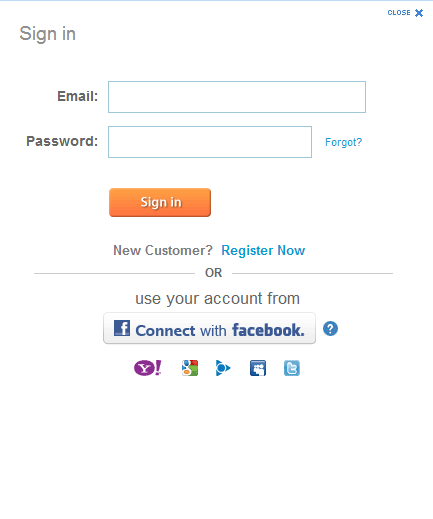 CLOSE
Sign in
Email:
Password:
Forgot?
Sign in
New Customer? Register Now
OR
use your account from
f Connect with facebook. ?
Y! g t